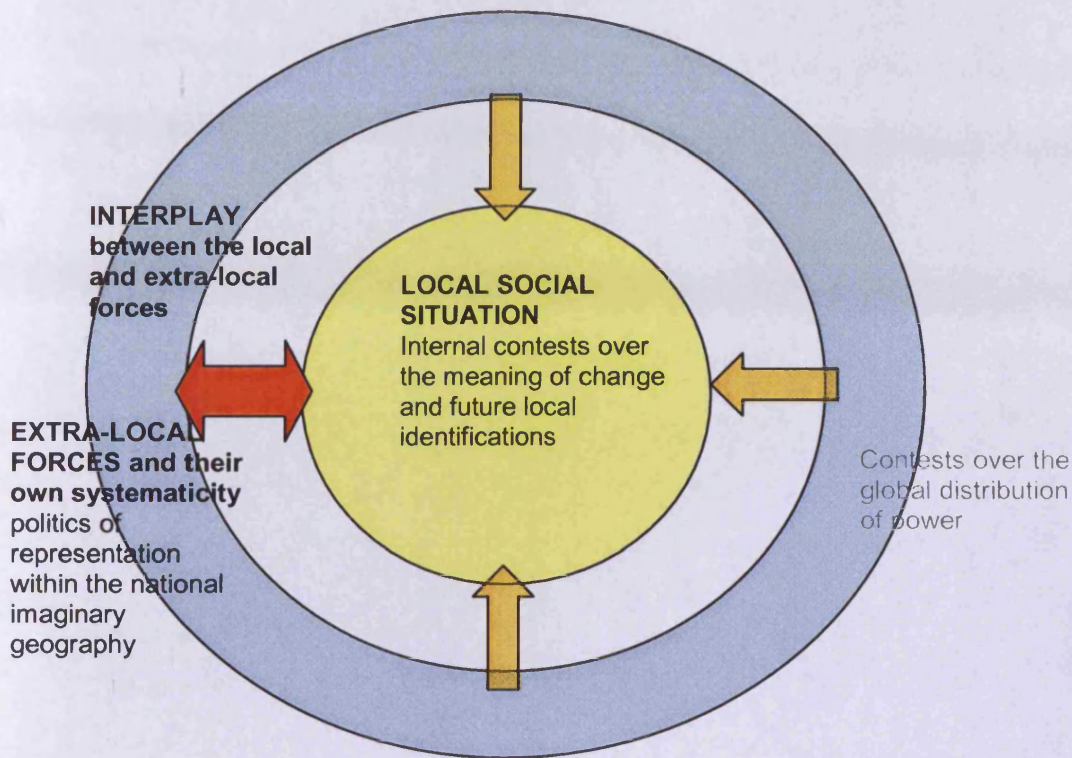 INTERPLAY
between the local
and extra-local
forces
LOCAL SOCIAL
SITUATION
Internal contests over
the meaning of change
and future local
identifications
EXTRA-LOCAL
FORCES and their
own systematicity
politics of
representation
within the national
imaginary
geography
Contests over the
global distribution
of power